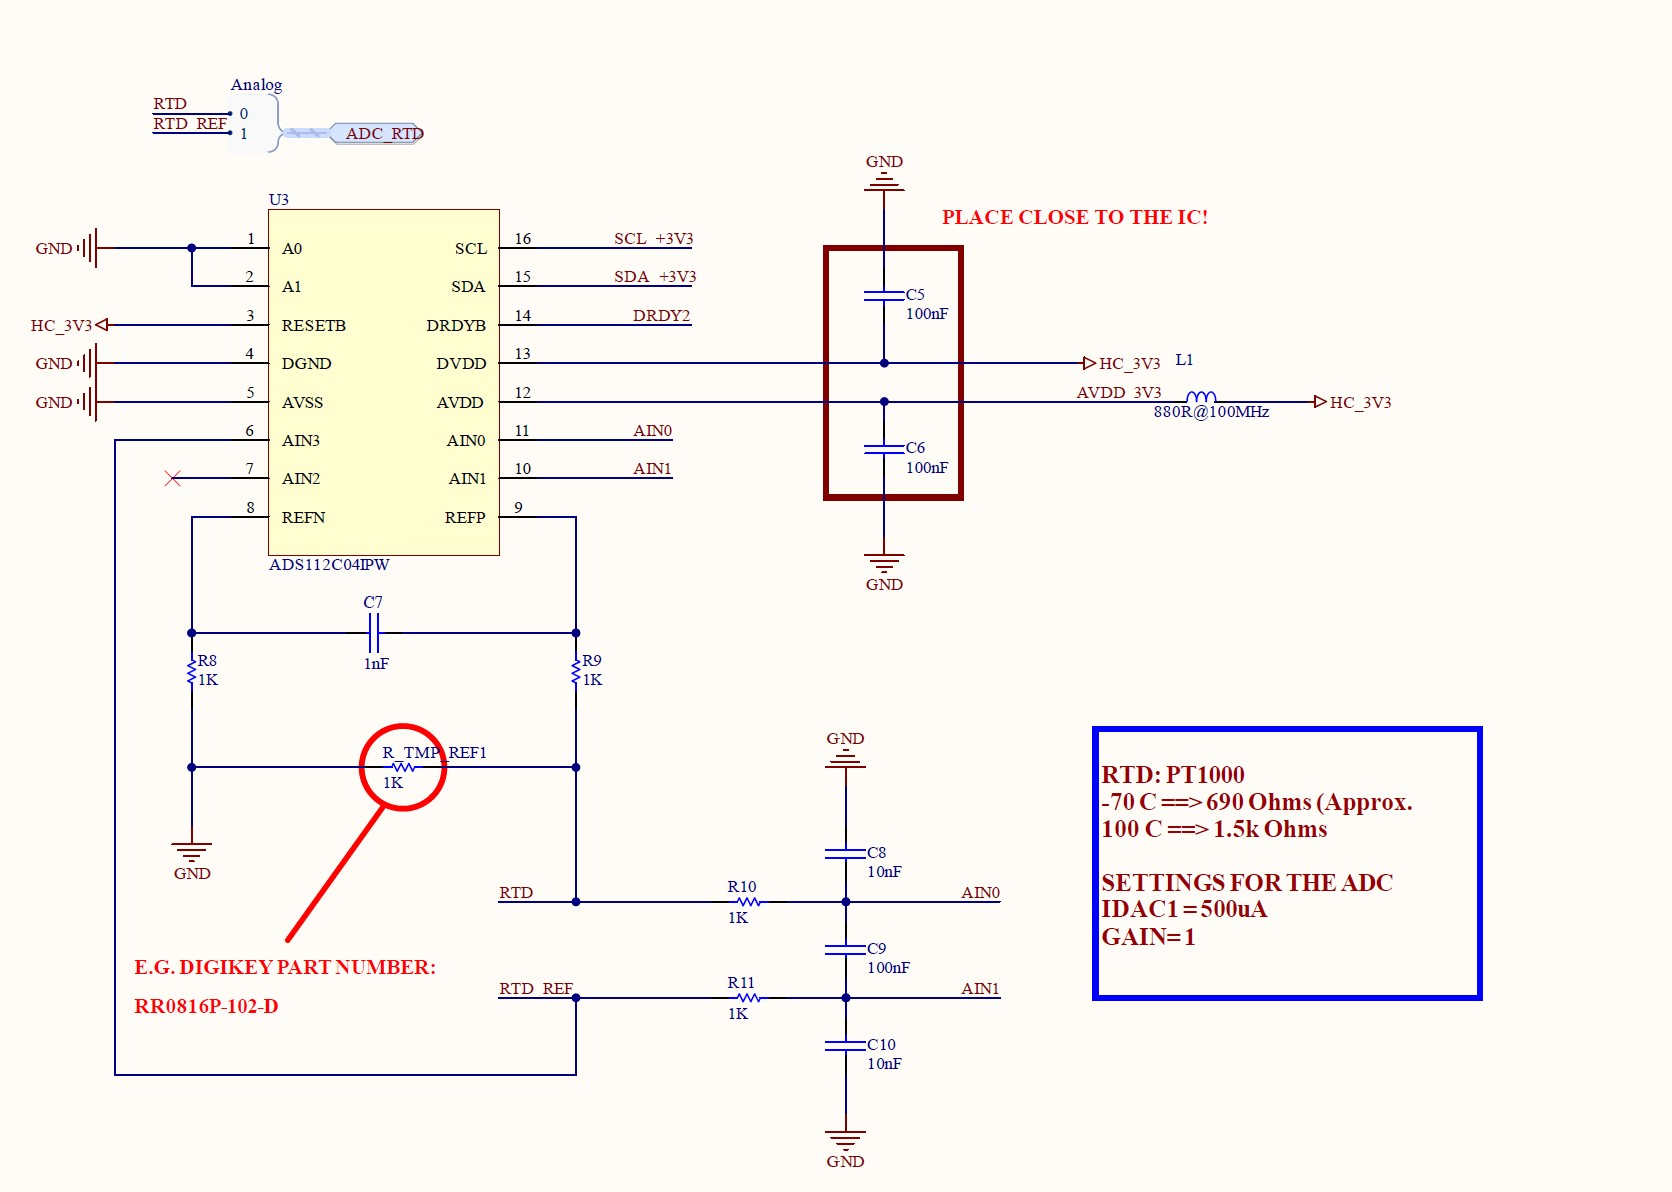 Analog
RTD
0
RTD_REF
1
ADC_RTD
GND
U3
PLACE CLOSE TO THE IC!
GND
1
A0
SCL
16
SCL_+3V3
2
A1
SDA
15
SDA_+3V3
C5
100nF
HC_3V3
3
RESETB
DRDYB
14
DRDY2
GND
4
DGND
DVDD
13
HC_3V3
L1
GND
5
AVSS
AVDD
12
AVDD_3V3
HC_3V3
880R@100MHz
6
AIN3
AIN0
11
AIN0
C6
100nF
7
AIN2
AIN1
10
AIN1
8
REFN
REFP
9
ADS112C04IPW
GND
C7
1nF
R8
1K
R9
1K
R_TMP_REF1
1K
GND
GND
RTD: PT1000
-70 C ==> 690 Ohms (Approx.
100 C ==> 1.5k Ohms
SETTINGS FOR THE ADC
IDAC1 = 500uA
GAIN= 1
C8
10nF
RTD
R10
1K
AIN0
C9
100nF
E.G. DIGIKEY PART NUMBER:
RR0816P-102-D
RTD_REF
R11
1K
AIN1
C10
10nF
GND